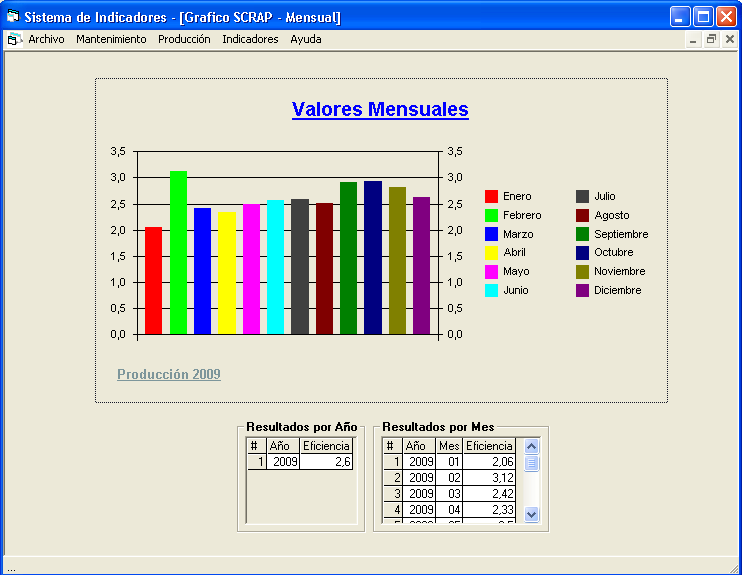 Sistema de Indicadores - [Grafico SCRAP - Mensual]
Archivo Mantenimiento Producción Indicadores Ayuda
Valores Mensuales
3,5 3,5
3,0 3,0
2,5 2,5
2,0 2,0
1,5 1,5
1,0 1,0
0,5 0,5
0,0 0,0
Enero Julio
Febrero Agosto
Marzo Septiembre
Abril Octubre
Mayo Noviembre
Junio Diciembre
Producción 2009
Resultados por Año
# Año Eficiencia
1 2009 2,6
Resultados por Mes
# Año Mes Eficiencia
1 2009 01 2,06
2 2009 02 3,12
3 2009 03 2,42
4 2009 04 2,33
...